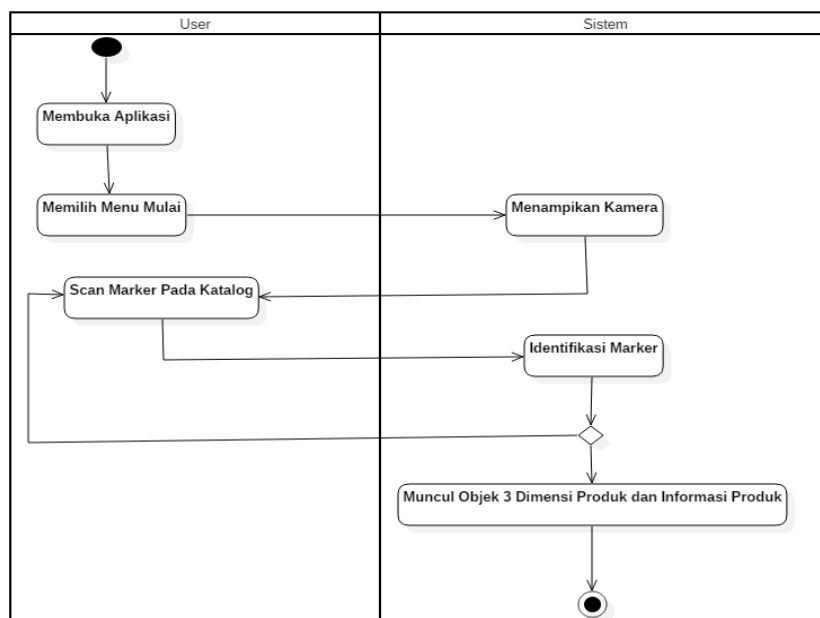 User
Sistem
Membuka Aplikasi
Memilih Menu Mulai
Menampikan Kamera
Scan Marker Pada Katalog
Identifikasi Marker
Muncul Objek 3 Dimensi Produk dan Informasi Produk